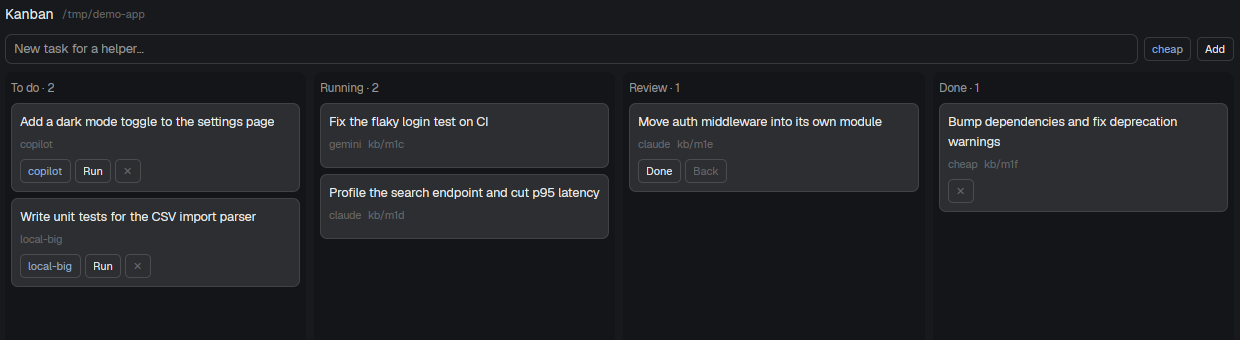 Kanban /tmp/demo-app
New task for a helper...
cheap
Add
To do · 2
Add a dark mode toggle to the settings page
copilot
copilot Run ×
Write unit tests for the CSV import parser
local-big
local-big Run ×
Running · 2
Fix the flaky login test on CI
gemini kb/m1c
Profile the search endpoint and cut p95 latency
claude kb/m1d
Review · 1
Move auth middleware into its own module
claude kb/m1e
Done Back
Done · 1
Bump dependencies and fix deprecation
warnings
cheap kb/m1f
×